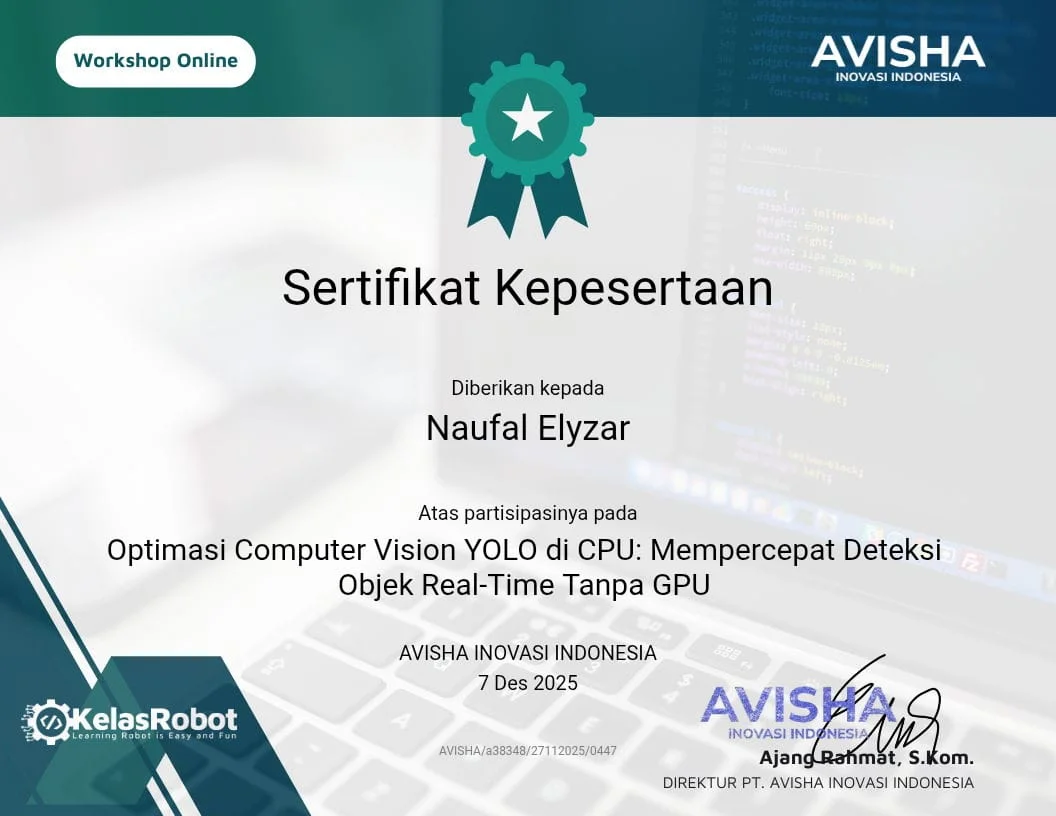 Workshop Online
AVISHA
INOVASI INDONESIA
Sertifikat Kepesertaan
Diberikan kepada
Naufal Elyzar
Atas partisipasinya pada
Optimasi Computer Vision YOLO di CPU: Mempercepat Deteksi
Objek Real-Time Tanpa GPU
AVISHA INOVASI INDONESIA
7 Des 2025
KelasRobot
Learning Robot is Easy and Fun
AVISHA/a38348/27112025/0447
AVISHA
INOVASI INDONESIA
Ajang Rahmat, S.Kom.
DIREKTUR PT. AVISHA INOVASI INDONESIA